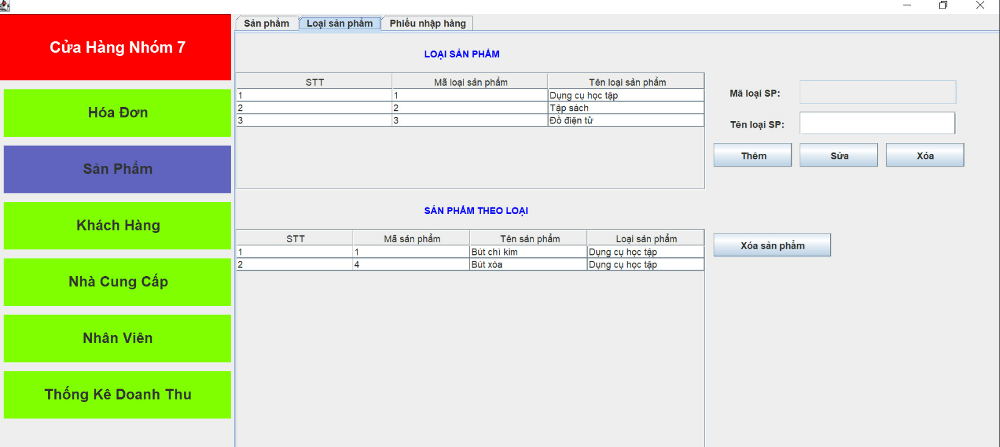 Cửa Hàng Nhóm 7
Hóa Đơn
Sản Phẩm
Khách Hàng
Nhà Cung Cấp
Nhân Viên
Thống Kê Doanh Thu
Sản phẩm Loại sản phẩm Phiếu nhập hàng
LOẠI SẢN PHẨM
STT Mã loại sản phẩm Tên loại sản phẩm
1 1 Dụng cụ học tập
2 2 Tập sách
3 3 Đồ điện tử
Mã loại SP:
Tên loại SP:
Thêm Sửa Xóa
SẢN PHẨM THEO LOẠI
STT Mã sản phẩm Tên sản phẩm Loại sản phẩm
1 1 Bút chì kim Dụng cụ học tập
2 4 Bút xóa Dụng cụ học tập
Xóa sản phẩm